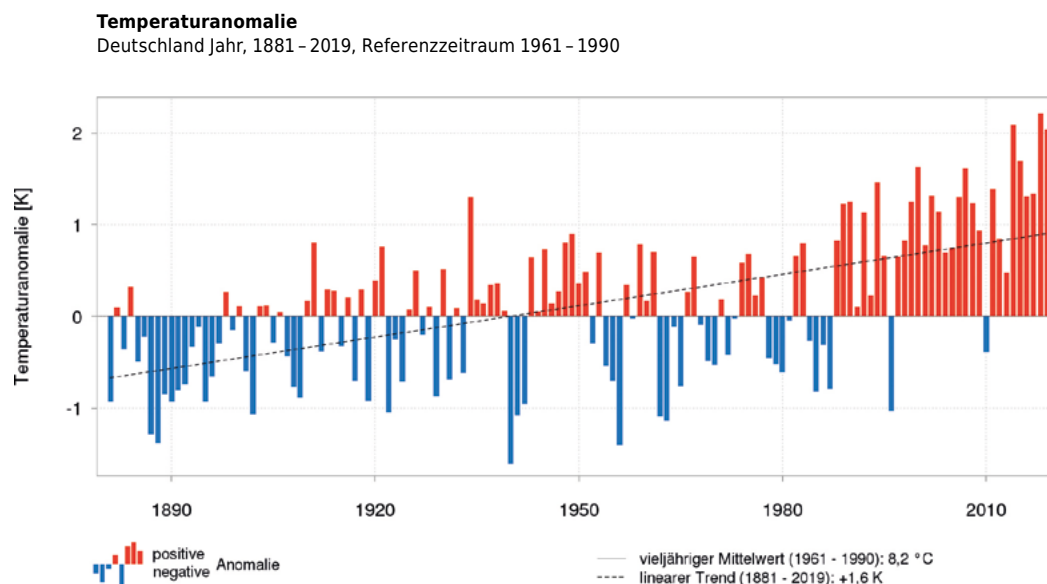 Temperaturanomalie
Deutschland Jahr, 1881 – 2019, Referenzzeitraum 1961 – 1990
Temperaturanomalie [K]
2
1
0
-1
1890 1920 1950 1980 2010
positive
negative
Anomalie
vieljähriger Mittelwert (1961 - 1990): 8,2 °C
linearer Trend (1881 - 2019): +1,6 K